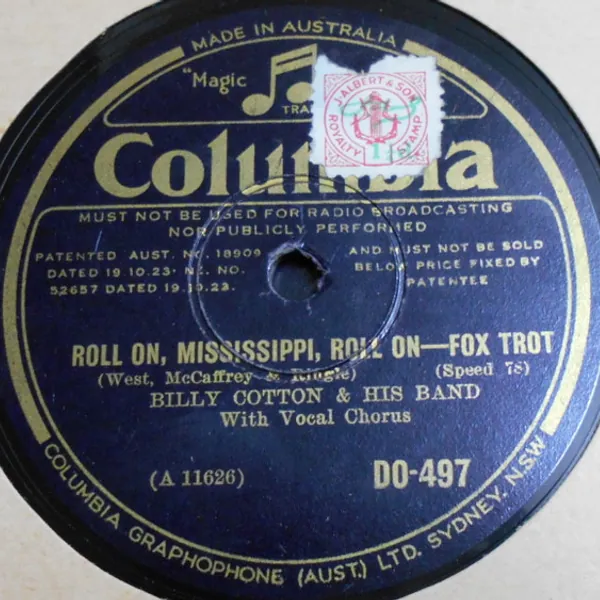 MADE IN AUSTRALIA
"Magic
TRA
J. ALBERT & SON
ROYALTY STAMP
Columbia
MUST NOT BE USED FOR RADIO BROADCASTING
NOR PUBLICLY PERFORMED
PATENTED AUST. No. 18909
DATED 19.10.23. N.Z. NO.
52657 DATED 19.10.23.
AND MUST NOT BE SOLD
BELOW PRICE FIXED BY
PATENTEE
ROLL ON, MISSISSIPPI, ROLL ON—FOX TROT
(West, McCaffrey & Ringle) (Speed 78)
BILLY COTTON & HIS BAND
With Vocal Chorus
(A 11626) DO-497
COLUMBIA GRAPHOPHONE (AUST.) LTD. SYDNEY. N.S.W